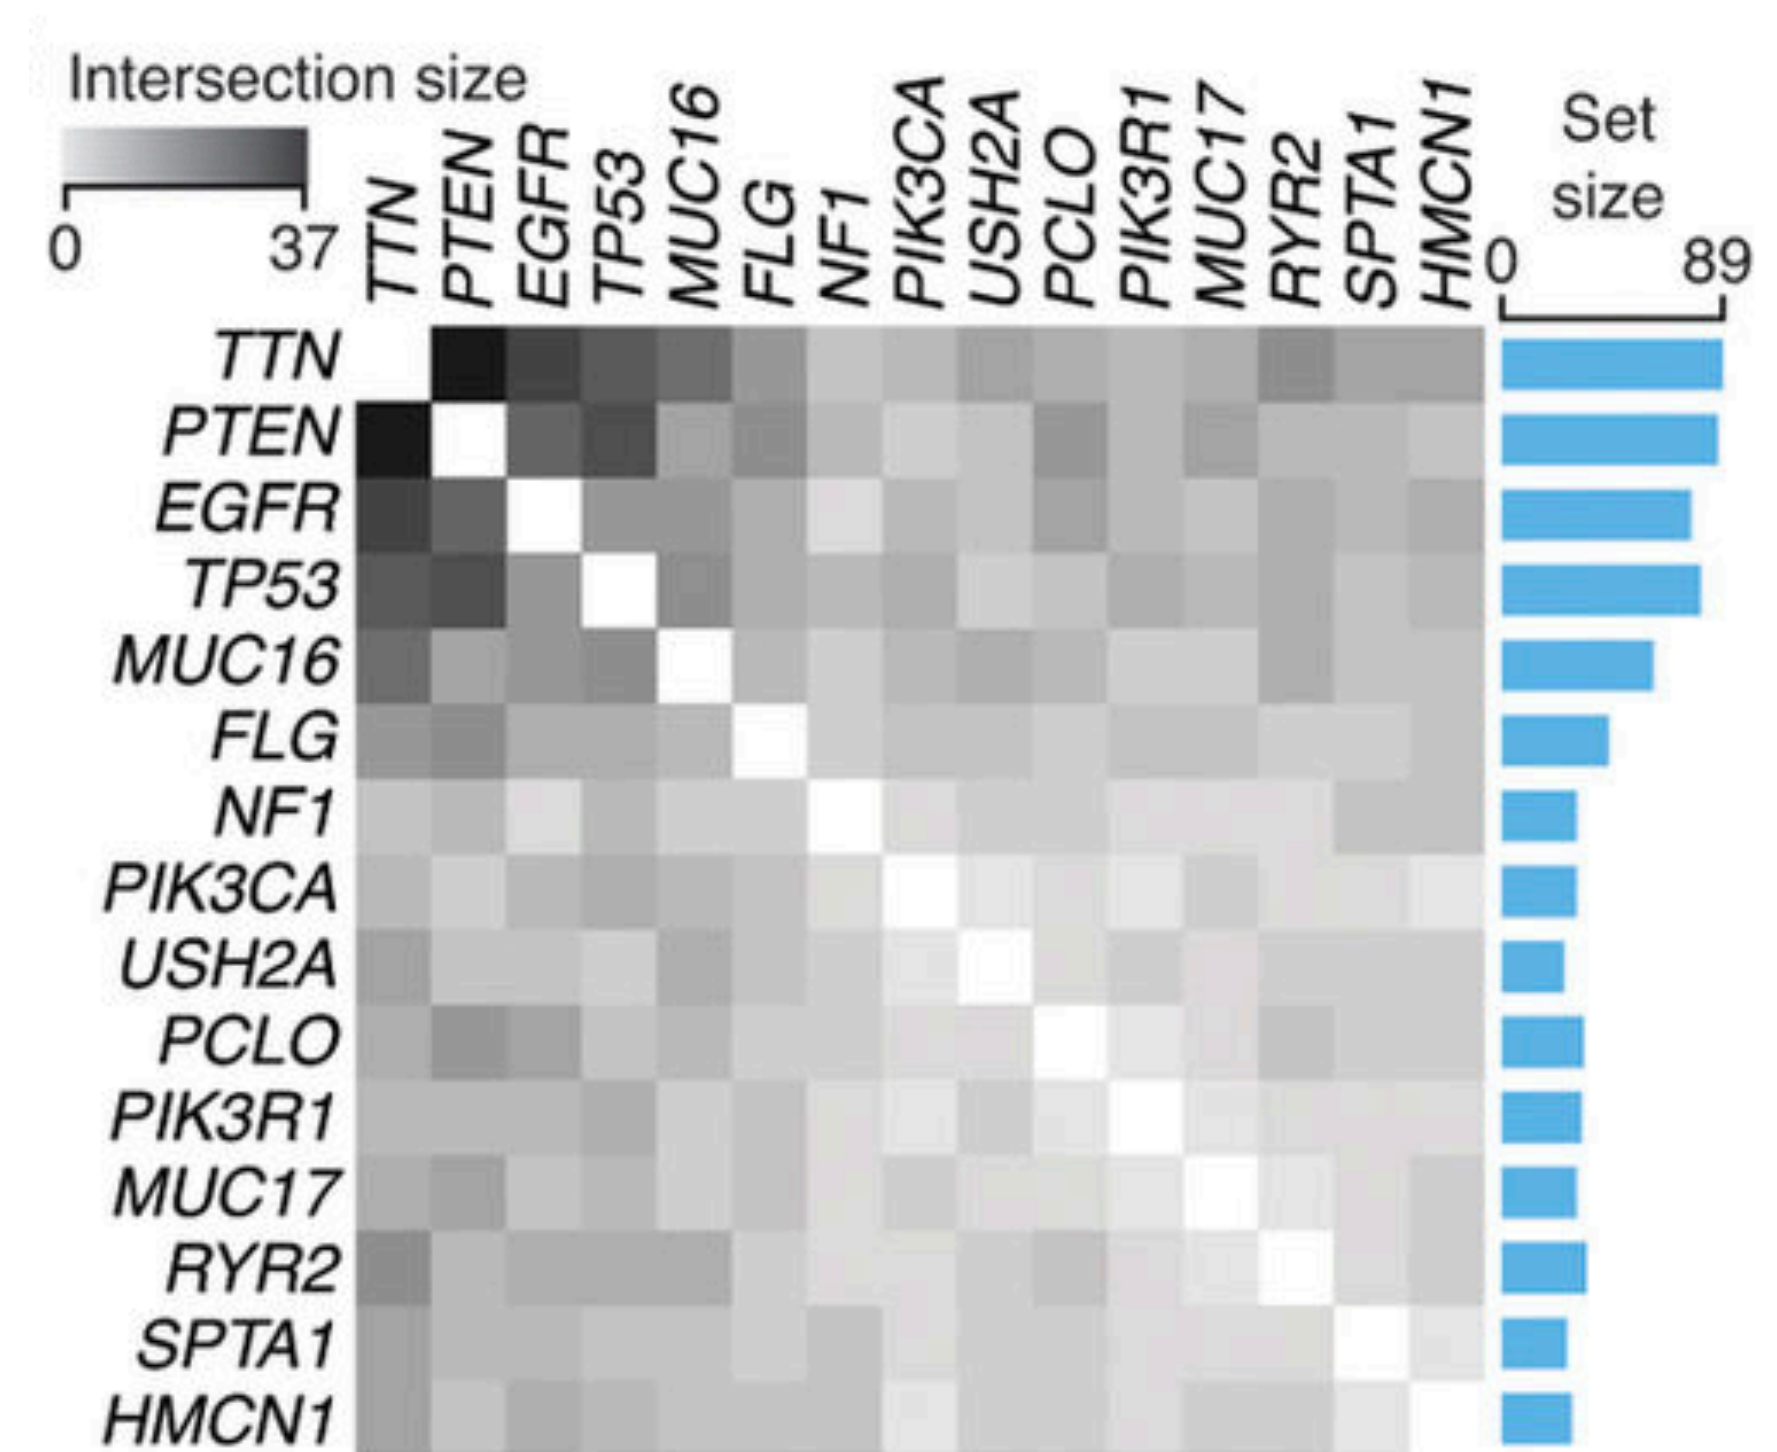 Intersection size
0 37
TTN PTEN EGFR TP53 MUC16 FLG NF1 PIK3CA USH2A PCLO PIK3R1 MUC17 RYR2 SPTA1 HMCN1
Set
size
0 89
TTN
PTEN
EGFR
TP53
MUC16
FLG
NF1
PIK3CA
USH2A
PCLO
PIK3R1
MUC17
RYR2
SPTA1
HMCN1